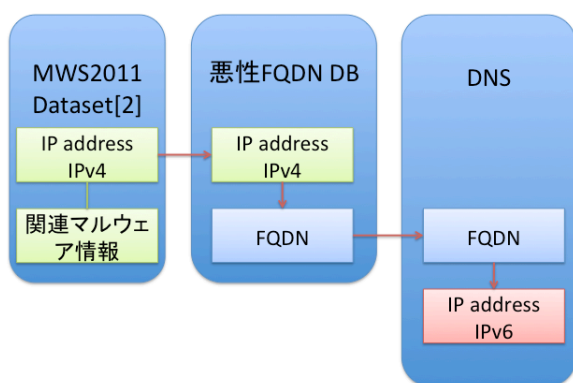 MWS2011
Dataset[2]
IP address
IPv4
関連マルウェ
ア情報
悪性FQDN DB
IP address
IPv4
FQDN
DNS
FQDN
IP address
IPv6